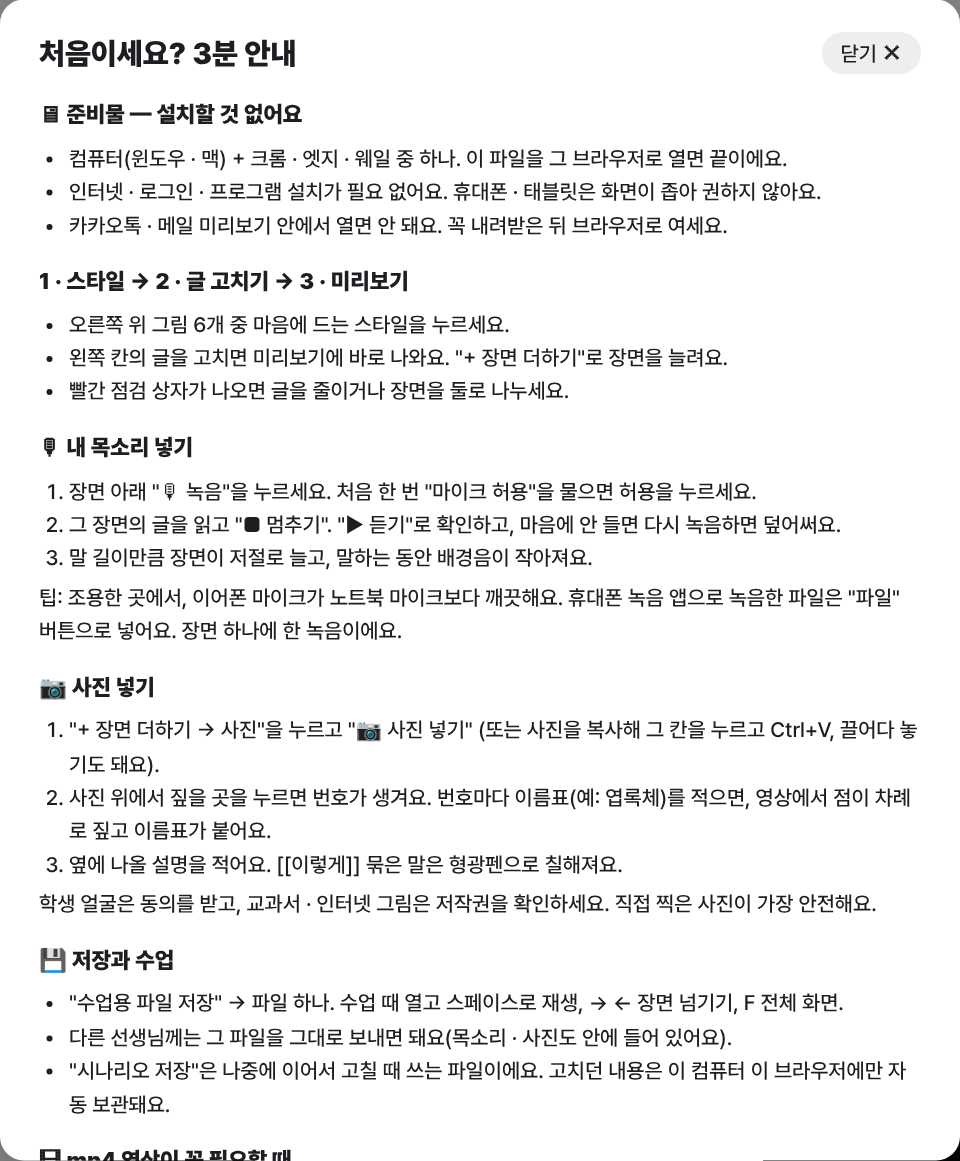 처음이세요? 3분 안내
닫기 ✕
🖥 준비물 — 설치할 것 없어요
• 컴퓨터(윈도우 · 맥) + 크롬 · 엣지 · 웨일 중 하나. 이 파일을 그 브라우저로 열면 끝이에요.
• 인터넷 · 로그인 · 프로그램 설치가 필요 없어요. 휴대폰 · 태블릿은 화면이 좁아 권하지 않아요.
• 카카오톡 · 메일 미리보기 안에서 열면 안 돼요. 꼭 내려받은 뒤 브라우저로 여세요.
1 · 스타일 → 2 · 글 고치기 → 3 · 미리보기
• 오른쪽 위 그림 6개 중 마음에 드는 스타일을 누르세요.
• 왼쪽 칸의 글을 고치면 미리보기에 바로 나와요. "+ 장면 더하기"로 장면을 늘려요.
• 빨간 점검 상자가 나오면 글을 줄이거나 장면을 둘로 나누세요.
🎙 내 목소리 넣기
1. 장면 아래 "🎙 녹음"을 누르세요. 처음 한 번 "마이크 허용"을 물으면 허용을 누르세요.
2. 그 장면의 글을 읽고 "■ 멈추기". "▶ 듣기"로 확인하고, 마음에 안 들면 다시 녹음하면 덮어써요.
3. 말 길이만큼 장면이 저절로 늘고, 말하는 동안 배경음이 작아져요.
팁: 조용한 곳에서, 이어폰 마이크가 노트북 마이크보다 깨끗해요. 휴대폰 녹음 앱으로 녹음한 파일은 "파일"
버튼으로 넣어요. 장면 하나에 한 녹음이에요.
📷 사진 넣기
1. "+ 장면 더하기 → 사진"을 누르고 "📷 사진 넣기" (또는 사진을 복사해 그 칸을 누르고 Ctrl+V, 끌어다 놓
기도 돼요).
2. 사진 위에서 짚을 곳을 누르면 번호가 생겨요. 번호마다 이름표(예: 엽록체)를 적으면, 영상에서 점이 차례
로 짚고 이름표가 붙어요.
3. 옆에 나올 설명을 적어요. [[이렇게]] 묶은 말은 형광펜으로 칠해져요.
학생 얼굴은 동의를 받고, 교과서 · 인터넷 그림은 저작권을 확인하세요. 직접 찍은 사진이 가장 안전해요.
💾 저장과 수업
• "수업용 파일 저장" → 파일 하나. 수업 때 열고 스페이스로 재생, → ← 장면 넘기기, F 전체 화면.
• 다른 선생님께는 그 파일을 그대로 보내면 돼요(목소리 · 사진도 안에 들어 있어요).
• "시나리오 저장"은 나중에 이어서 고칠 때 쓰는 파일이에요. 고치던 내용은 이 컴퓨터 이 브라우저에만 자
동 보관돼요.
🎞 mp4 영상이 꼭 필요할 때